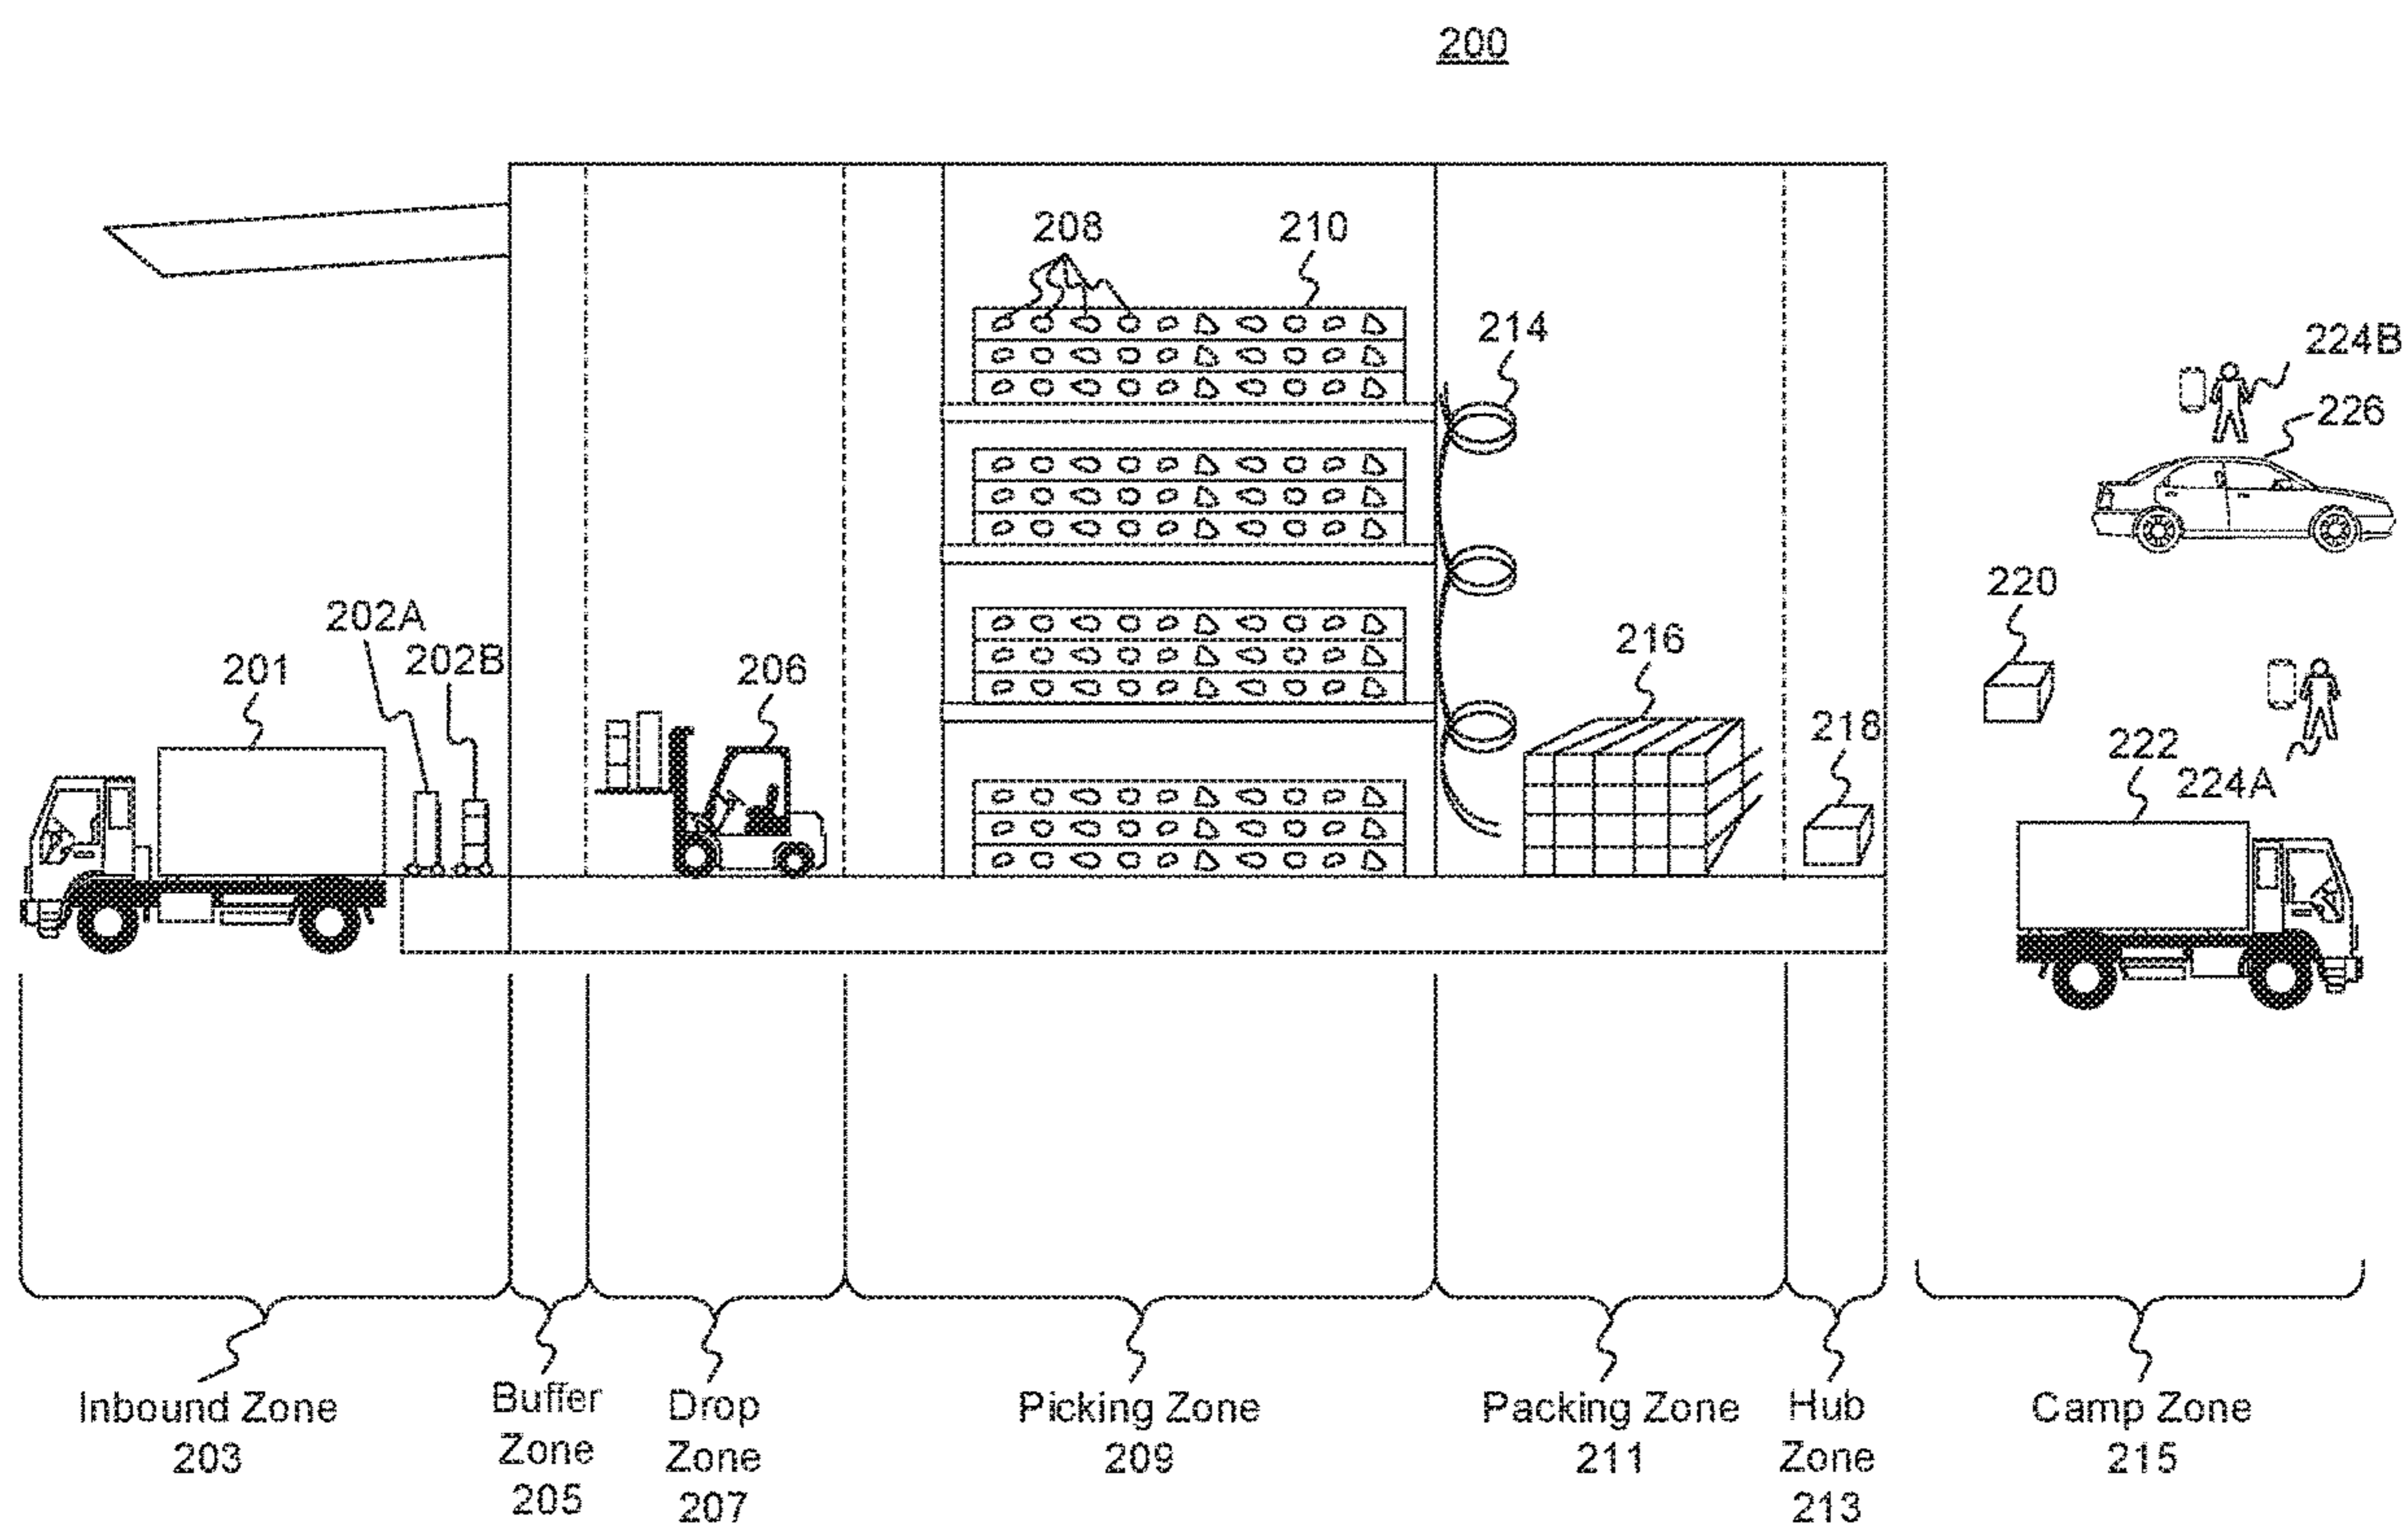 200
208
210
214
224B
226
220
202A
202B
201
206
216
218
222
224A
Inbound Zone
203
Buffer
Zone
205
Drop
Zone
207
Picking Zone
209
Packing Zone
211
Hub
Zone
213
Camp Zone
215